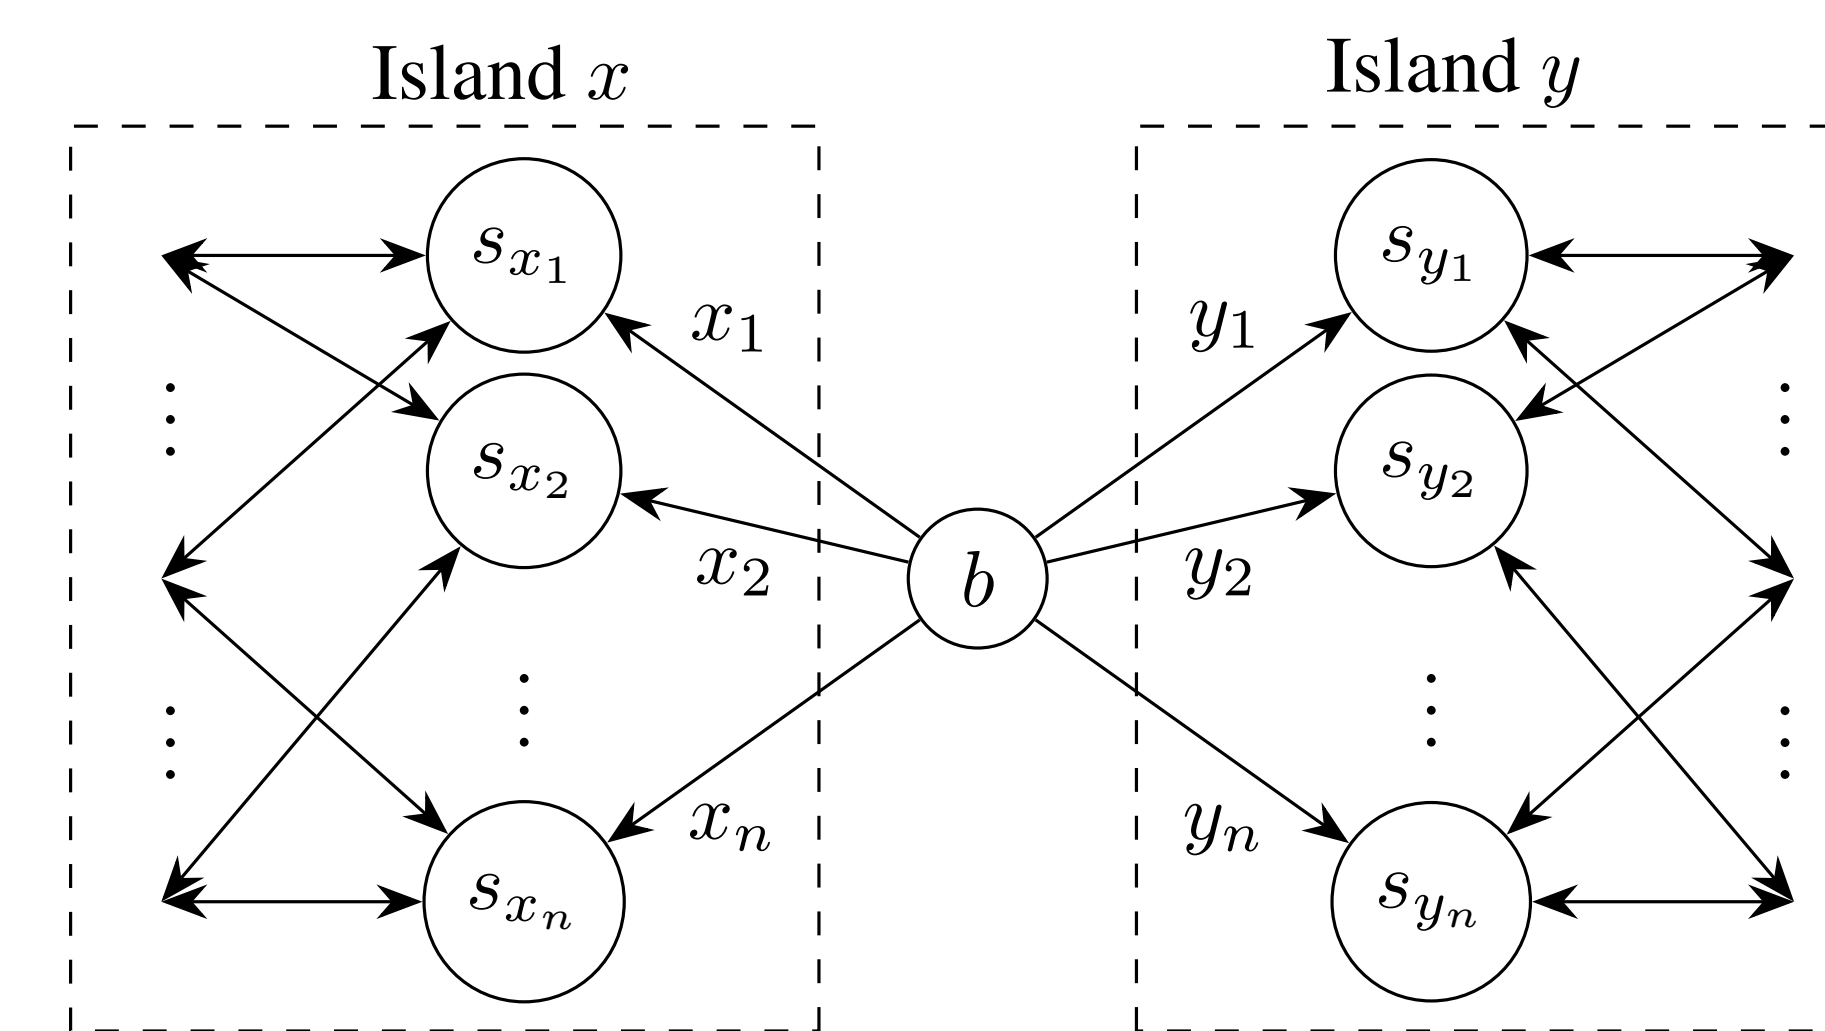 Island x
Island y
s_{x_1}
s_{y_1}
x_1
y_1
s_{x_2}
s_{y_2}
x_2
b
y_2
x_n
y_n
s_{x_n}
s_{y_n}